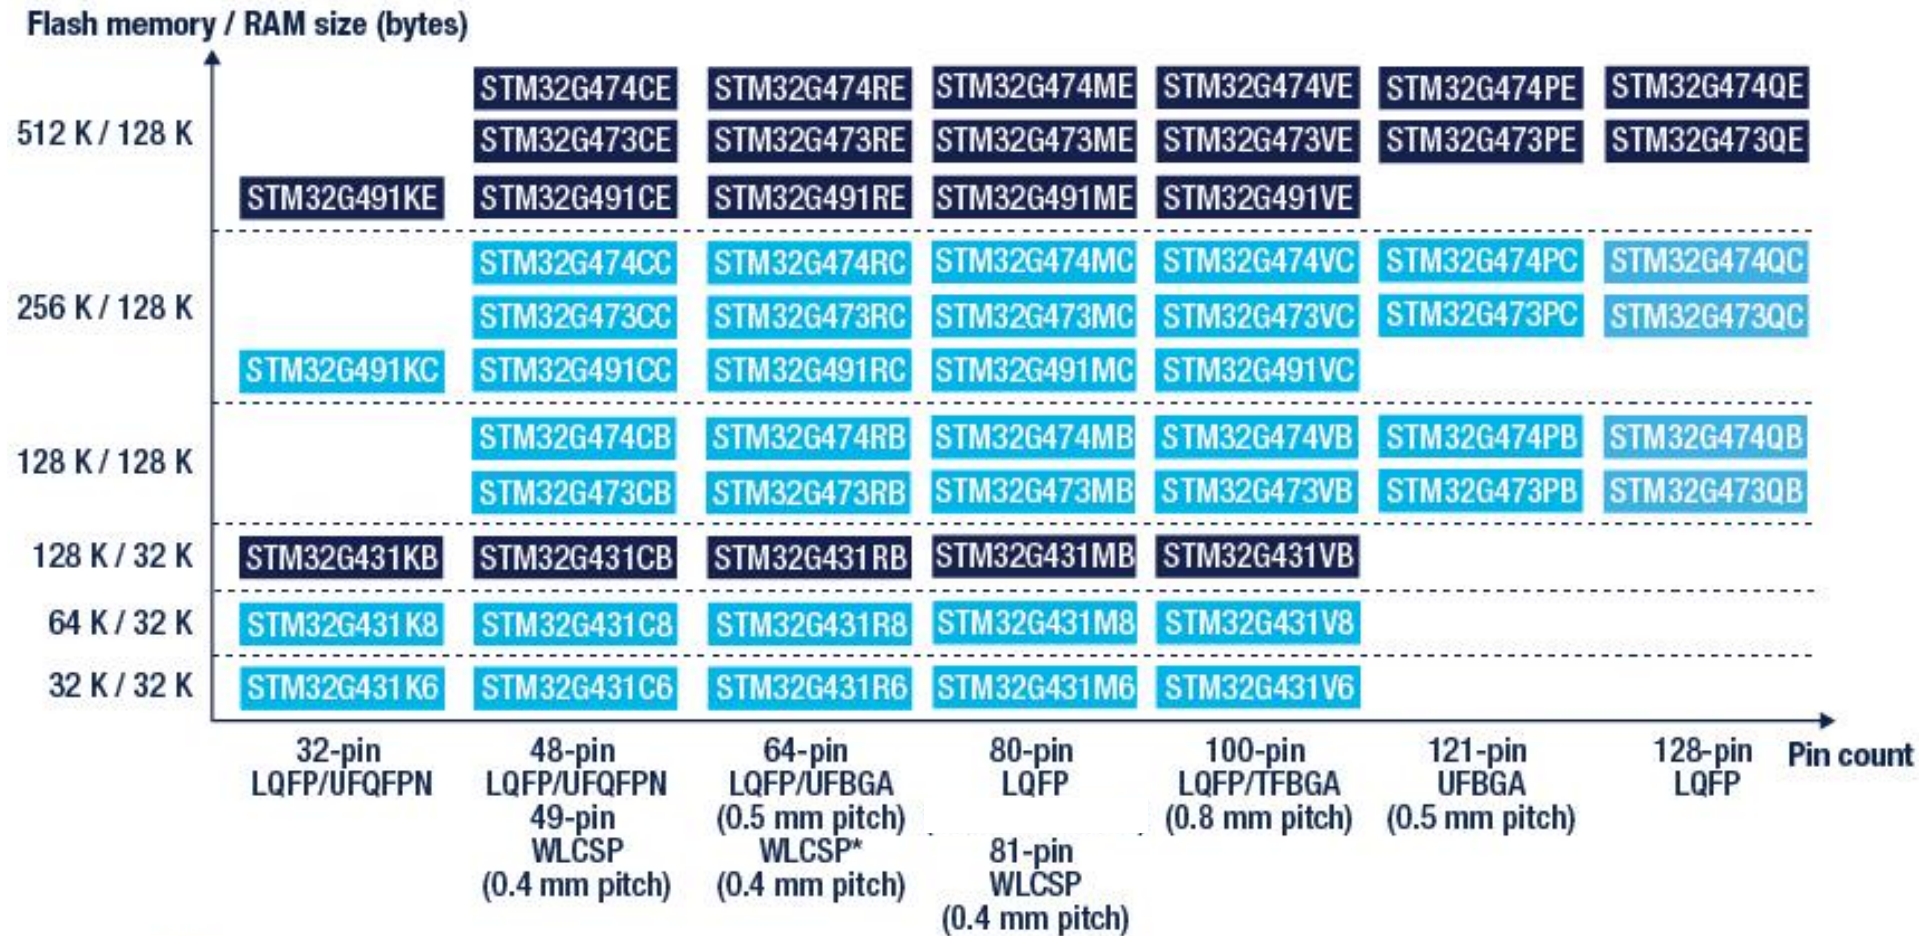 Flash memory / RAM size (bytes)
STM32G474CE STM32G474RE STM32G474ME STM32G474VE STM32G474PE STM32G474QE
512 K / 128 K STM32G473CE STM32G473RE STM32G473ME STM32G473VE STM32G473PE STM32G473QE
STM32G491KE STM32G491CE STM32G491RE STM32G491ME STM32G491VE
STM32G474CC STM32G474RC STM32G474MC STM32G474VC STM32G474PC STM32G474QC
256 K / 128 K STM32G473CC STM32G473RC STM32G473MC STM32G473VC STM32G473PC STM32G473QC
STM32G491KC STM32G491CC STM32G491RC STM32G491MC STM32G491VC
STM32G474CB STM32G474RB STM32G474MB STM32G474VB STM32G474PB STM32G474QB
128 K / 128 K STM32G473CB STM32G473RB STM32G473MB STM32G473VB STM32G473PB STM32G473QB
128 K / 32 K STM32G431KB STM32G431CB STM32G431RB STM32G431MB STM32G431VB
64 K / 32 K STM32G431K8 STM32G431C8 STM32G431R8 STM32G431M8 STM32G431V8
32 K / 32 K STM32G431K6 STM32G431C6 STM32G431R6 STM32G431M6 STM32G431V6
32-pin 48-pin 64-pin 80-pin 100-pin 121-pin 128-pin Pin count
LQFP/UFQFPN LQFP/UFQFPN LQFP/UFBGA LQFP LQFP/TFBGA UFBGA LQFP
49-pin (0.5 mm pitch) (0.8 mm pitch) (0.5 mm pitch)
WLCSP WLCSP* 81-pin
(0.4 mm pitch) (0.4 mm pitch) WLCSP
(0.4 mm pitch)